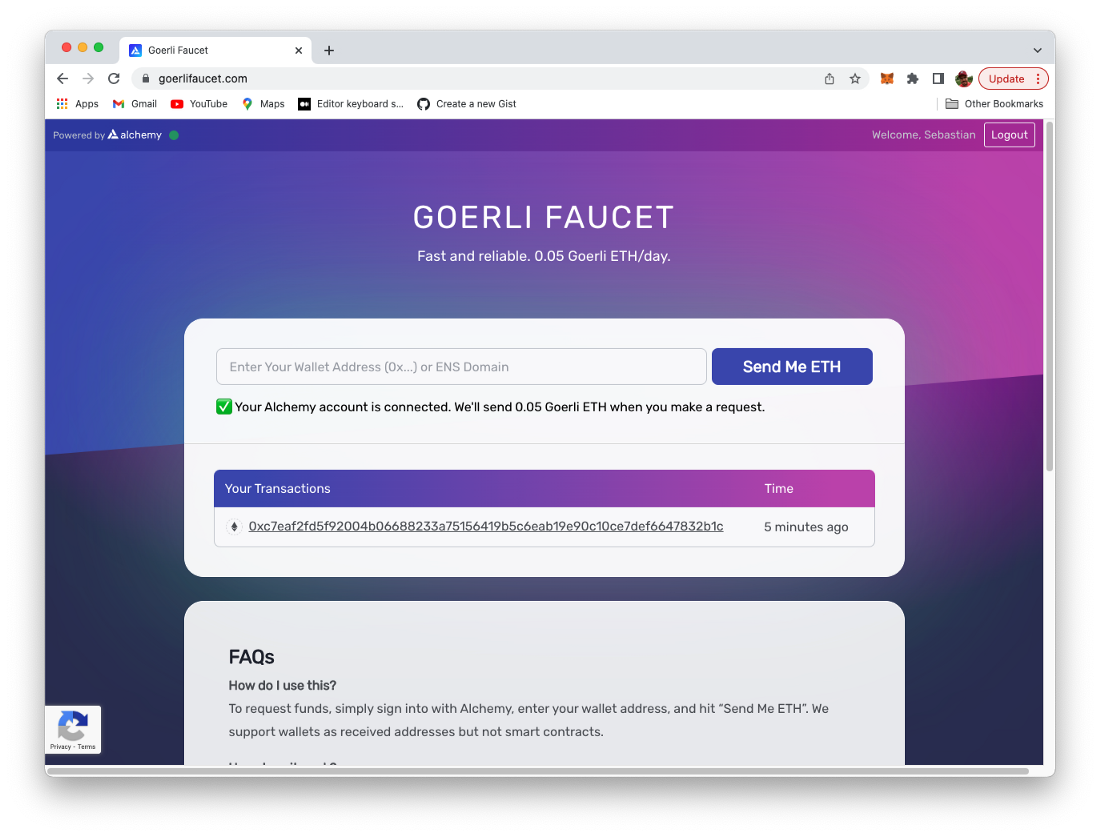 Goerli Faucet
goerlifaucet.com
Update
Apps Gmail YouTube Maps Editor keyboard s... Create a new Gist Other Bookmarks
Powered by alchemy Welcome, Sebastian Logout
GOERLI FAUCET
Fast and reliable. 0.05 Goerli ETH/day.
Enter Your Wallet Address (0x...) or ENS Domain Send Me ETH
✅ Your Alchemy account is connected. We'll send 0.05 Goerli ETH when you make a request.
Your Transactions Time
0xc7eaf2fd5f92004b06688233a75156419b5c6eab19e90c10ce7def6647832b1c 5 minutes ago
FAQs
How do I use this?
To request funds, simply sign into with Alchemy, enter your wallet address, and hit “Send Me ETH”. We
support wallets as received addresses but not smart contracts.
Privacy - Terms